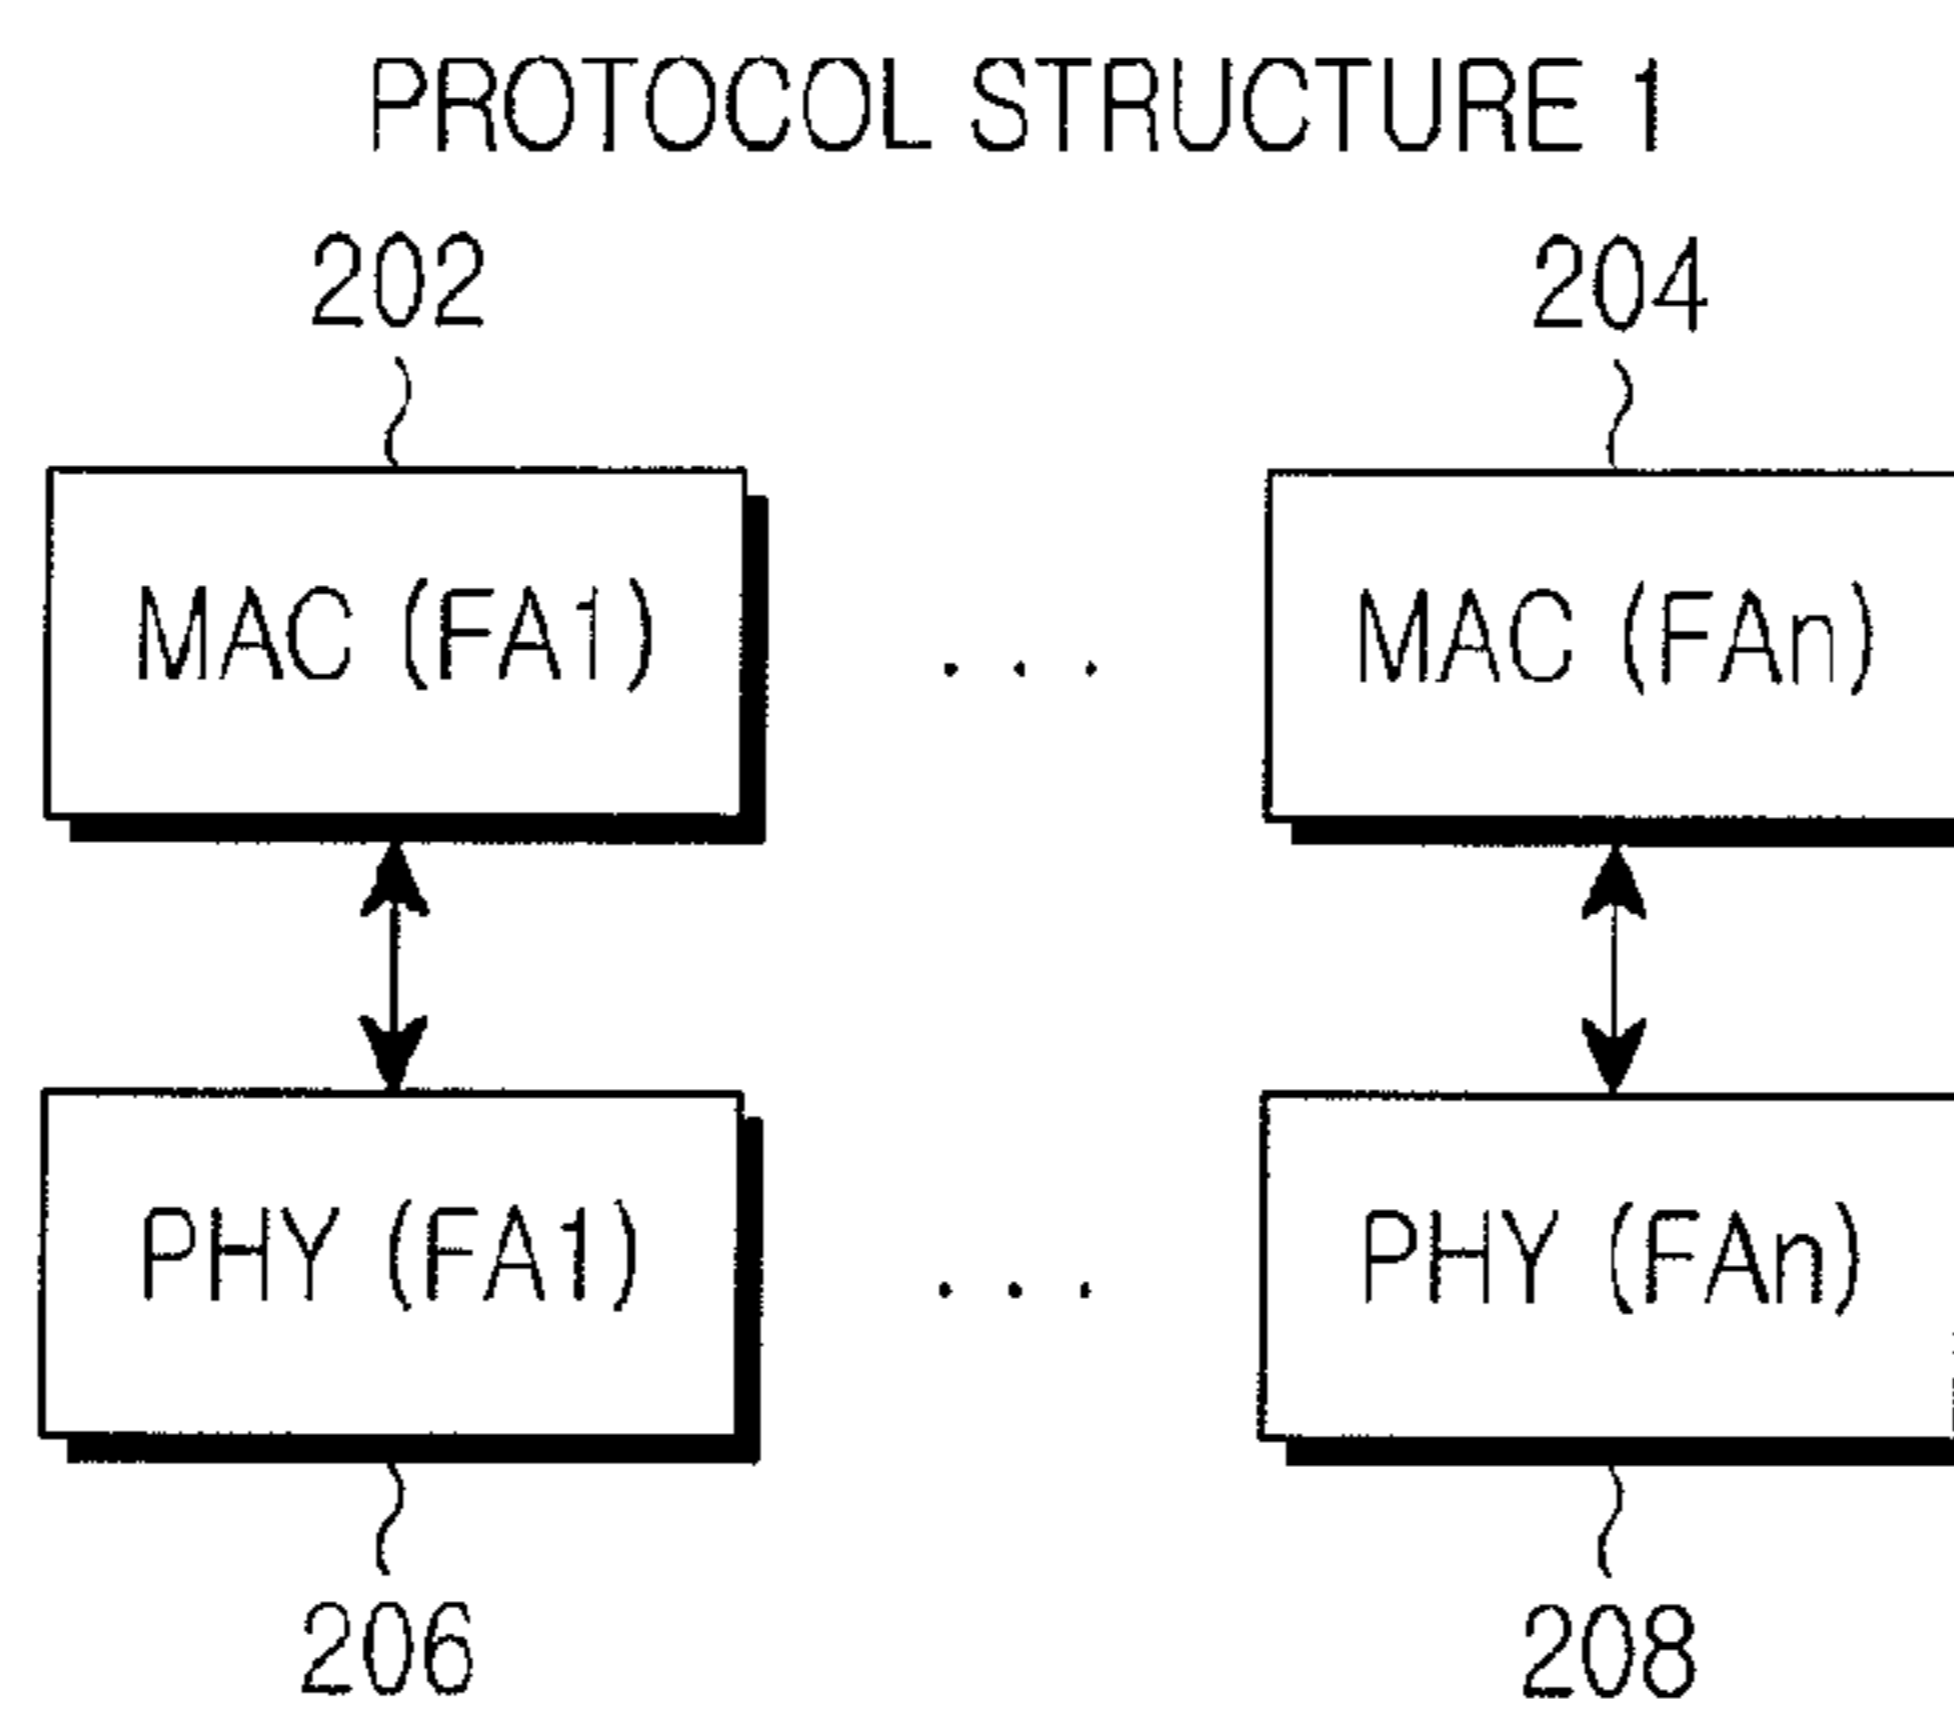 PROTOCOL STRUCTURE 1
202 204
MAC (FA1) . . . MAC (FAn)
PHY (FA1) . . . PHY (FAn)
206 208